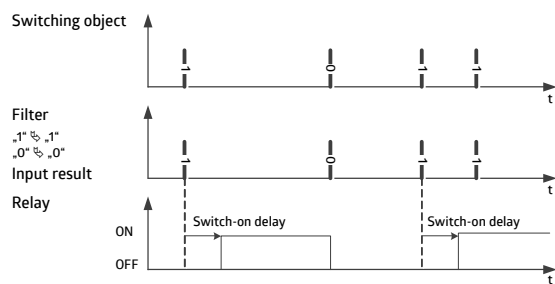 Switching object
1 0 1 1
t
Filter
„1“ ⤷ „1“
„0“ ⤷ „0“
Input result
1 0 1 1
t
Relay
ON
Switch-on delay
Switch-on delay
OFF
t